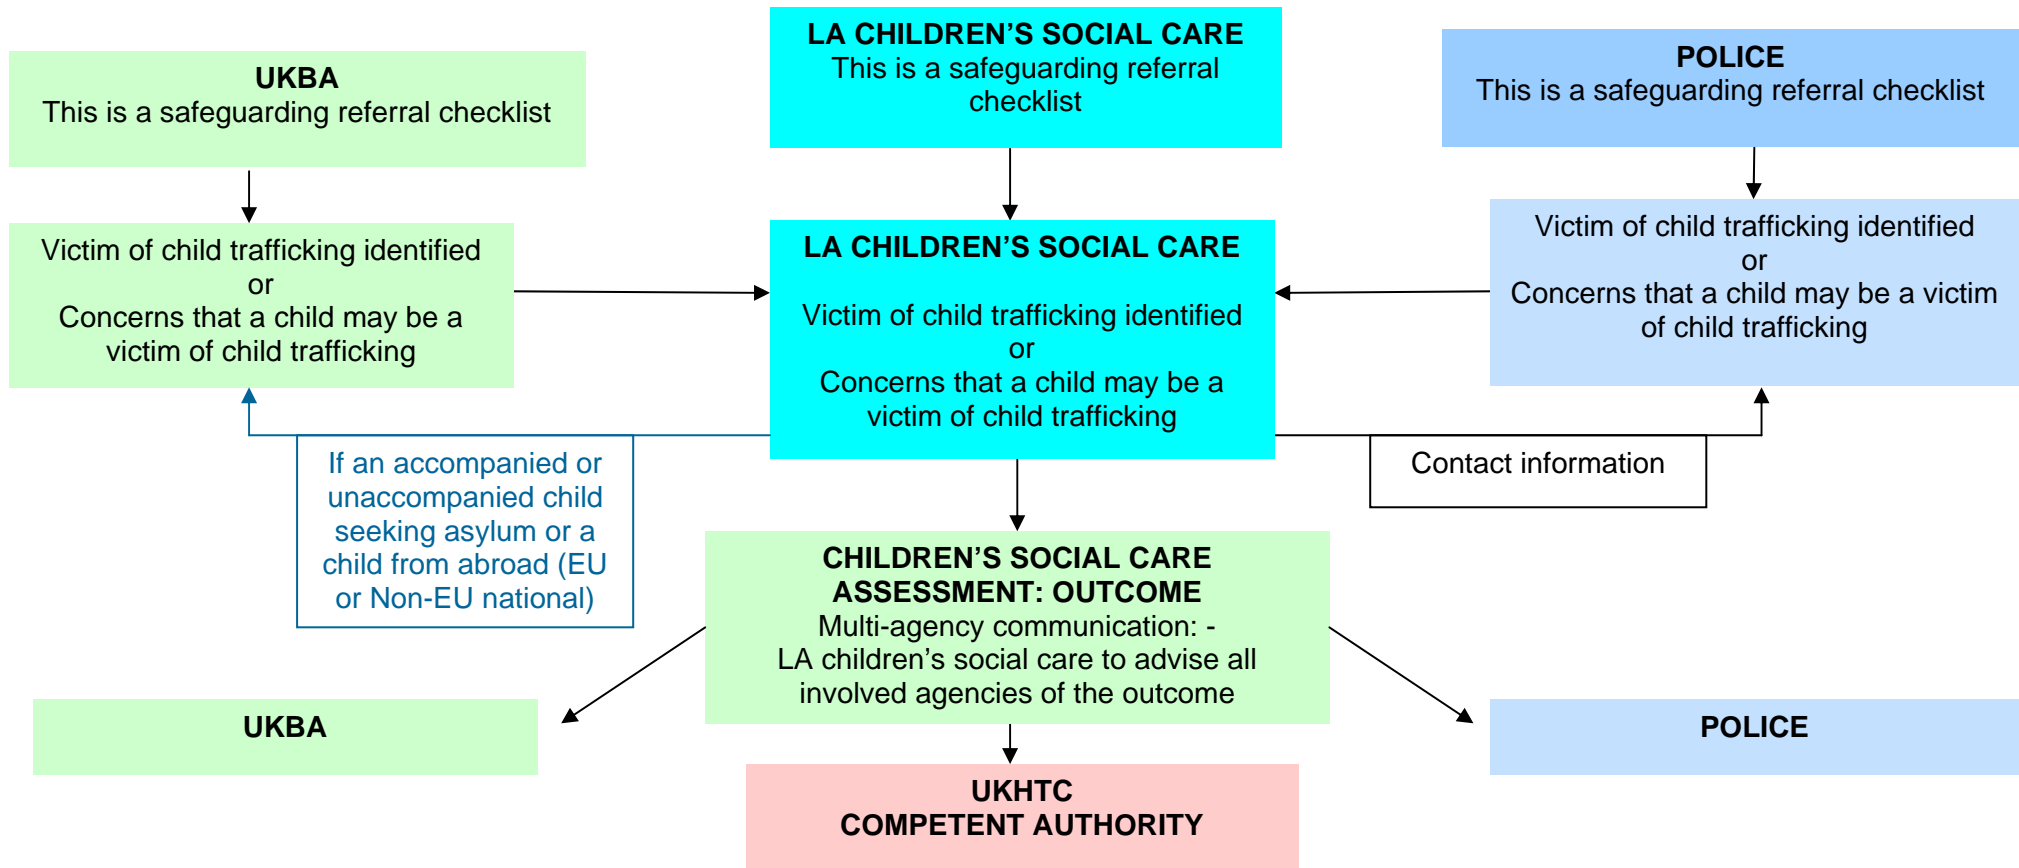 UKBA
This is a safeguarding referral checklist
LA CHILDREN’S SOCIAL CARE
This is a safeguarding referral
checklist
POLICE
This is a safeguarding referral checklist
Victim of child trafficking identified
or
Concerns that a child may be a
victim of child trafficking
LA CHILDREN’S SOCIAL CARE
Victim of child trafficking identified
or
Concerns that a child may be a
victim of child trafficking
Victim of child trafficking identified
or
Concerns that a child may be a victim
of child trafficking
If an accompanied or
unaccompanied child
seeking asylum or a
child from abroad (EU
or Non-EU national)
Contact information
CHILDREN’S SOCIAL CARE
ASSESSMENT: OUTCOME
Multi-agency communication: -
LA children’s social care to advise all
involved agencies of the outcome
UKBA
POLICE
UKHTC
COMPETENT AUTHORITY